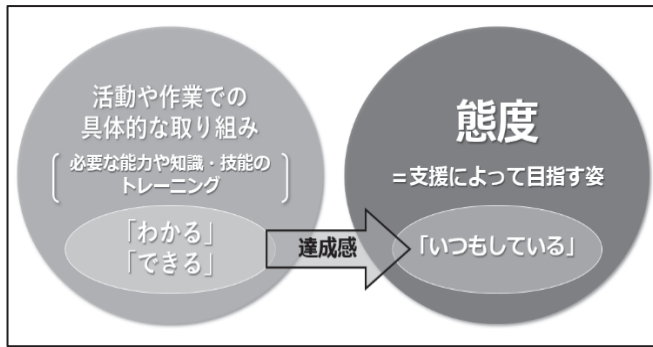 活動や作業での
具体的な取り組み
必要な能力や知識・技能の
トレーニング
「わかる」
「できる」
達成感
態度
=支援によって目指す姿
「いつもしている」